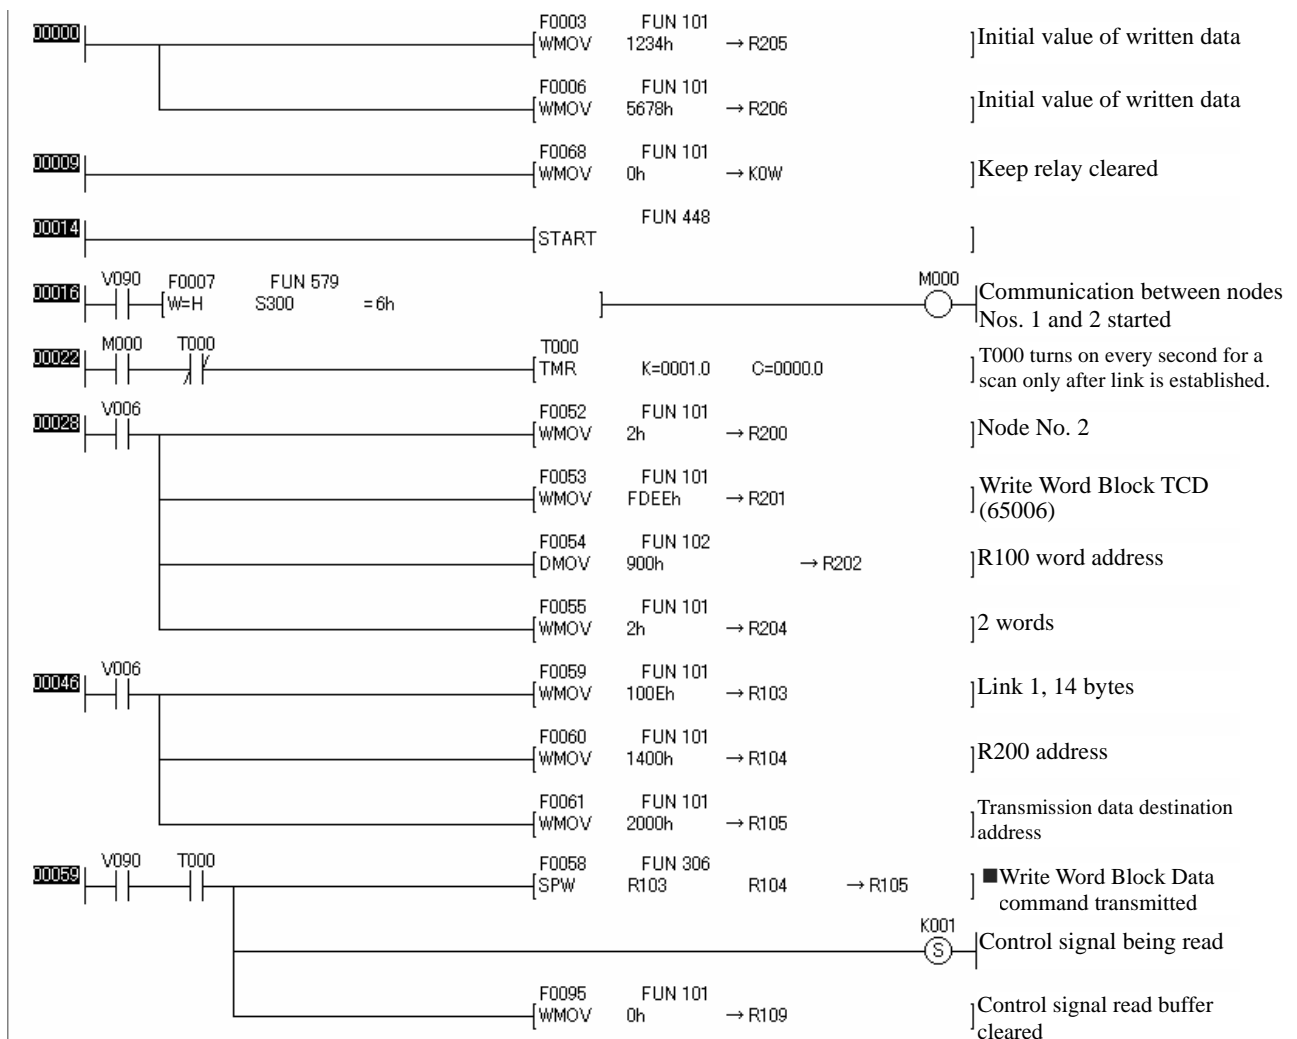 F0003 FUN 101
00000 WMOV 1234h → R205 Initial value of written data
F0006 FUN 101
WMOV 5678h → R206 Initial value of written data
F0068 FUN 101
00009 WMOV 0h → K0W Keep relay cleared
FUN 448
00014 START
V090 F0007 FUN 579 M000
00016 W=H S300 =6h Communication between nodes
Nos. 1 and 2 started
M000 T000 T000
00022 TMR K=0001.0 C=0000.0 T000 turns on every second for a
scan only after link is established.
V006 F0052 FUN 101
00028 WMOV 2h → R200 Node No. 2
F0053 FUN 101
WMOV FDEEh → R201 Write Word Block TCD
(65006)
F0054 FUN 102
DMOV 900h → R202 R100 word address
F0055 FUN 101
WMOV 2h → R204 2 words
V006 F0059 FUN 101
00046 WMOV 100Eh → R103 Link 1, 14 bytes
F0060 FUN 101
WMOV 1400h → R104 R200 address
F0061 FUN 101
WMOV 2000h → R105 Transmission data destination
address
V090 T000 F0058 FUN 306
00059 SPW R103 R104 → R105 ■Write Word Block Data
command transmitted
K001
S Control signal being read
F0095 FUN 101
WMOV 0h → R109 Control signal read buffer
cleared